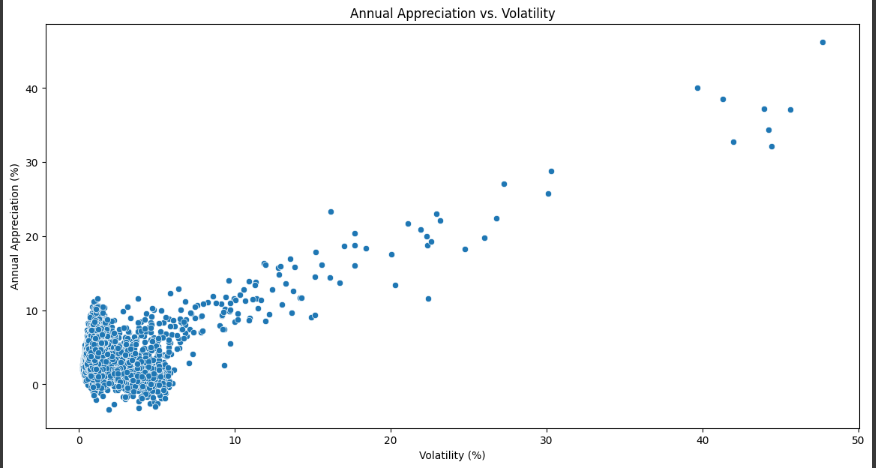 Annual Appreciation vs. Volatility
Annual Appreciation (%)
40
30
20
10
0
0 10 20 30 40 50
Volatility (%)